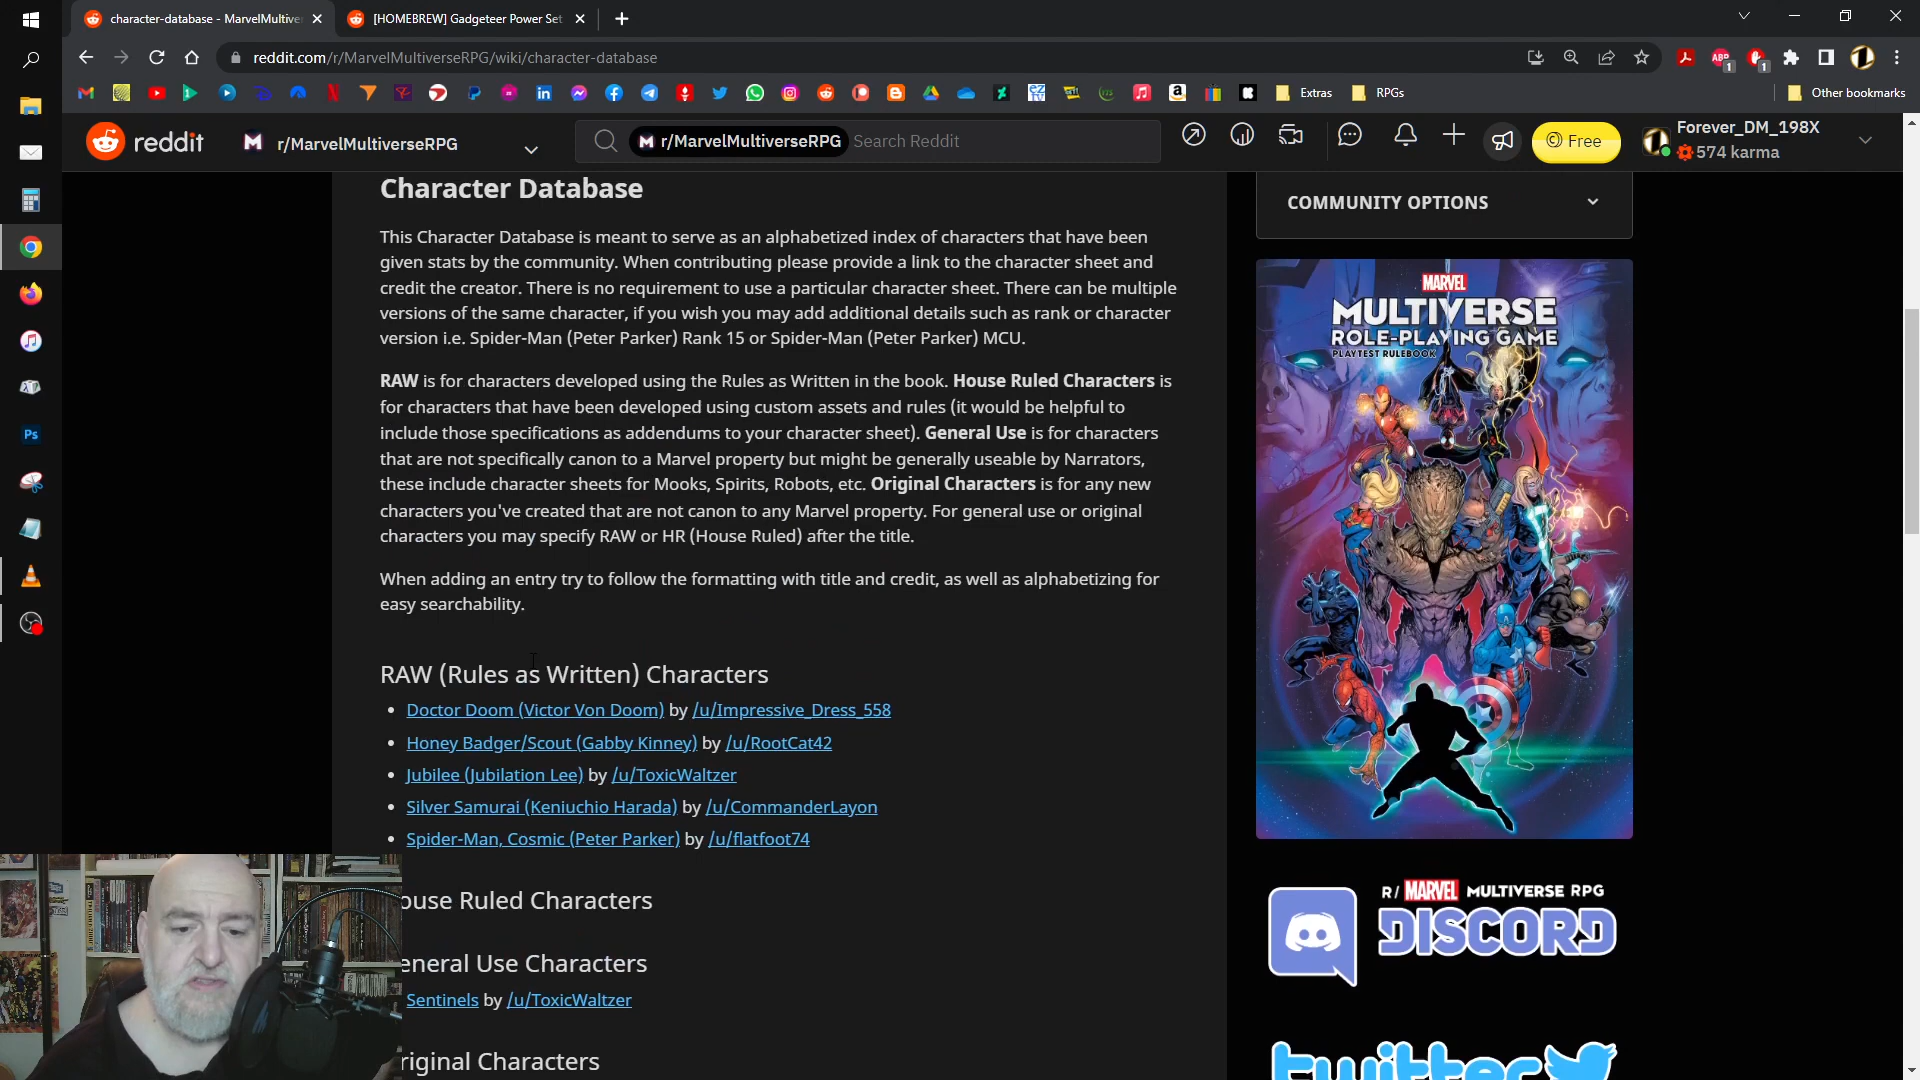 character-database - MarvelMultiver
[HOMEBREW] Gadgeteer Power Set
reddit.com/r/MarvelMultiverseRPG/wiki/character-database
Extras
RPGs
Other bookmarks
reddit
r/MarvelMultiverseRPG
r/MarvelMultiverseRPG
Search Reddit
Free
Forever_DM_198X
574 karma
Character Database
This Character Database is meant to serve as an alphabetized index of characters that have been
given stats by the community. When contributing please provide a link to the character sheet and
credit the creator. There is no requirement to use a particular character sheet. There can be multiple
versions of the same character, if you wish you may add additional details such as rank or character
version i.e. Spider-Man (Peter Parker) Rank 15 or Spider-Man (Peter Parker) MCU.
RAW is for characters developed using the Rules as Written in the book. House Ruled Characters is
for characters that have been developed using custom assets and rules (it would be helpful to
include those specifications as addendums to your character sheet). General Use is for characters
that are not specifically canon to a Marvel property but might be generally useable by Narrators,
these include character sheets for Mooks, Spirits, Robots, etc. Original Characters is for any new
characters you've created that are not canon to any Marvel property. For general use or original
characters you may specify RAW or HR (House Ruled) after the title.
When adding an entry try to follow the formatting with title and credit, as well as alphabetizing for
easy searchability.
RAW (Rules as Written) Characters
Doctor Doom (Victor Von Doom) by /u/Impressive_Dress_558
Honey Badger/Scout (Gabby Kinney) by /u/RootCat42
Jubilee (Jubilation Lee) by /u/ToxicWaltzer
Silver Samurai (Keniuchio Harada) by /u/CommanderLayon
Spider-Man, Cosmic (Peter Parker) by /u/flatfoot74
ouse Ruled Characters
eneral Use Characters
Sentinels by /u/ToxicWaltzer
riginal Characters
COMMUNITY OPTIONS
MARVEL
MULTIVERSE
ROLE-PLAYING GAME
PLAYTEST RULEBOOK
R/ MARVEL MULTIVERSE RPG
DISCORD
twitter
Ps
ABP
1
1